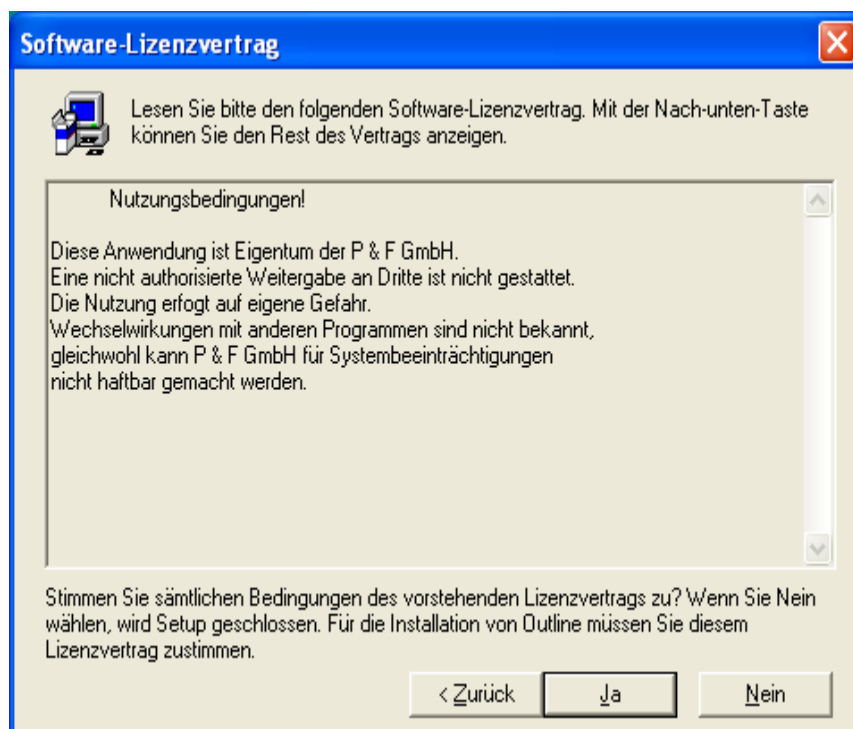 Software-Lizenzvertrag
Lesen Sie bitte den folgenden Software-Lizenzvertrag. Mit der Nach-unten-Taste
können Sie den Rest des Vertrags anzeigen.
Nutzungsbedingungen!
Diese Anwendung ist Eigentum der P & F GmbH.
Eine nicht authorisierte Weitergabe an Dritte ist nicht gestattet.
Die Nutzung erfogt auf eigene Gefahr.
Wechselwirkungen mit anderen Programmen sind nicht bekannt,
gleichwohl kann P & F GmbH für Systembeeinträchtigungen
nicht haftbar gemacht werden.
Stimmen Sie sämtlichen Bedingungen des vorstehenden Lizenzvertrags zu? Wenn Sie Nein
wählen, wird Setup geschlossen. Für die Installation von Outline müssen Sie diesem
Lizenzvertrag zustimmen.
< Zurück Ja Nein